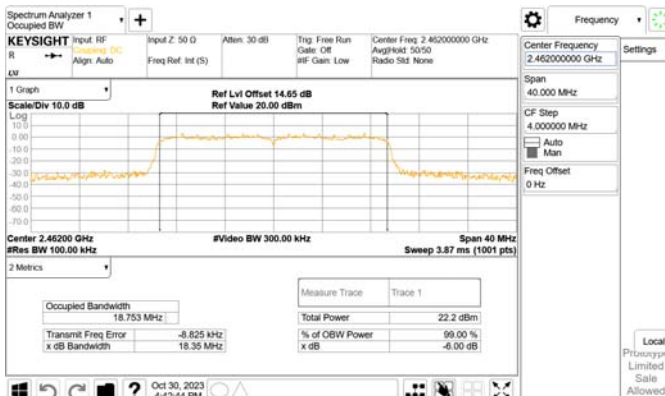 Spectrum Analyzer 1
Occupied BW
Frequency
KEYSIGHT
R
Input: RF
Coupling: DC
Align: Auto
Input Z: 50 Ω
Freq Ref: Int (S)
Atten: 30 dB
Trig: Free Run
Gate: Off
#IF Gain: Low
Center Freq: 2.462000000 GHz
Avg|Hold: 50/50
Radio Std: None
Center Frequency
2.462000000 GHz
Settings
Span
40.000 MHz
CF Step
4.000000 MHz
Auto
Man
Freq Offset
0 Hz
1 Graph
Scale/Div 10.0 dB
Ref Lvl Offset 14.65 dB
Ref Value 20.00 dBm
Log
10.0
0.00
-10.0
-20.0
-30.0
-40.0
-50.0
-60.0
-70.0
Center 2.46200 GHz
#Res BW 100.00 kHz
#Video BW 300.00 kHz
Span 40 MHz
Sweep 3.87 ms (1001 pts)
2 Metrics
Measure Trace
Trace 1
Occupied Bandwidth
18.753 MHz
Total Power
22.2 dBm
Transmit Freq Error
-8.825 kHz
% of OBW Power
99.00 %
x dB Bandwidth
18.35 MHz
x dB
-6.00 dB
Local
Prototype
Limited
Sale
Allowed
?
Oct 30, 2023